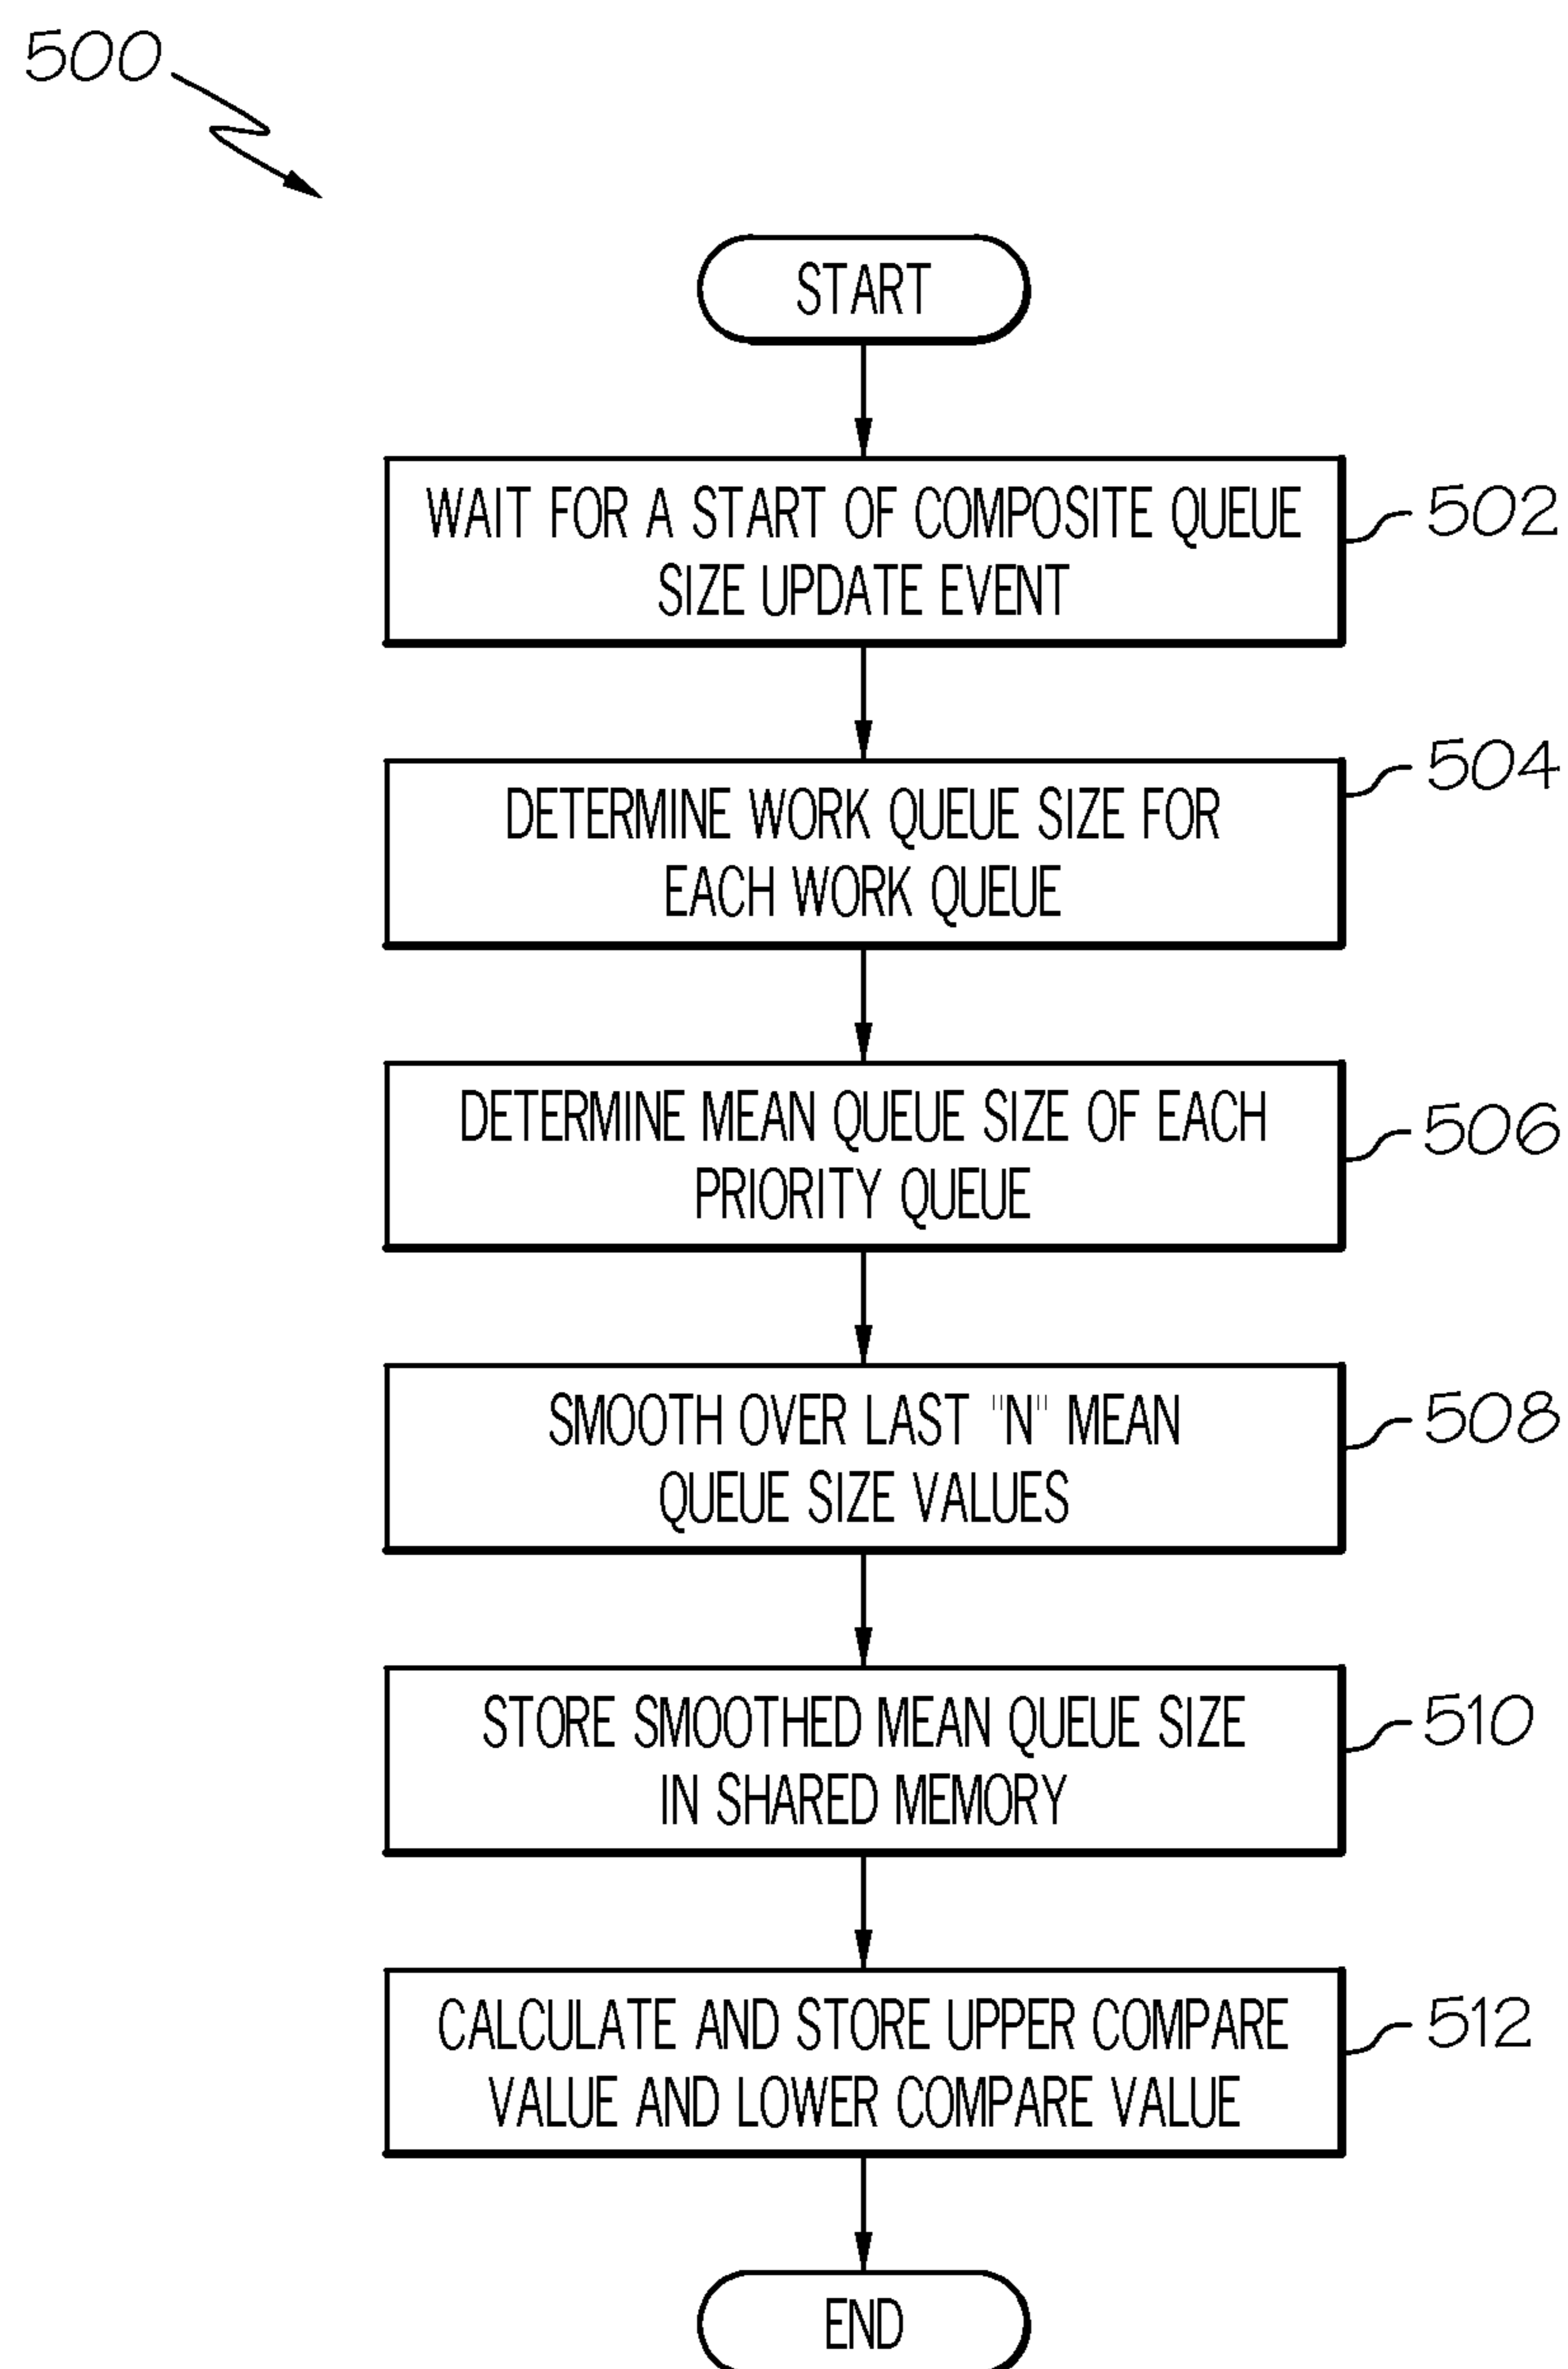 500
START
WAIT FOR A START OF COMPOSITE QUEUE
SIZE UPDATE EVENT
502
DETERMINE WORK QUEUE SIZE FOR
EACH WORK QUEUE
504
DETERMINE MEAN QUEUE SIZE OF EACH
PRIORITY QUEUE
506
SMOOTH OVER LAST "N" MEAN
QUEUE SIZE VALUES
508
STORE SMOOTHED MEAN QUEUE SIZE
IN SHARED MEMORY
510
CALCULATE AND STORE UPPER COMPARE
VALUE AND LOWER COMPARE VALUE
512
END